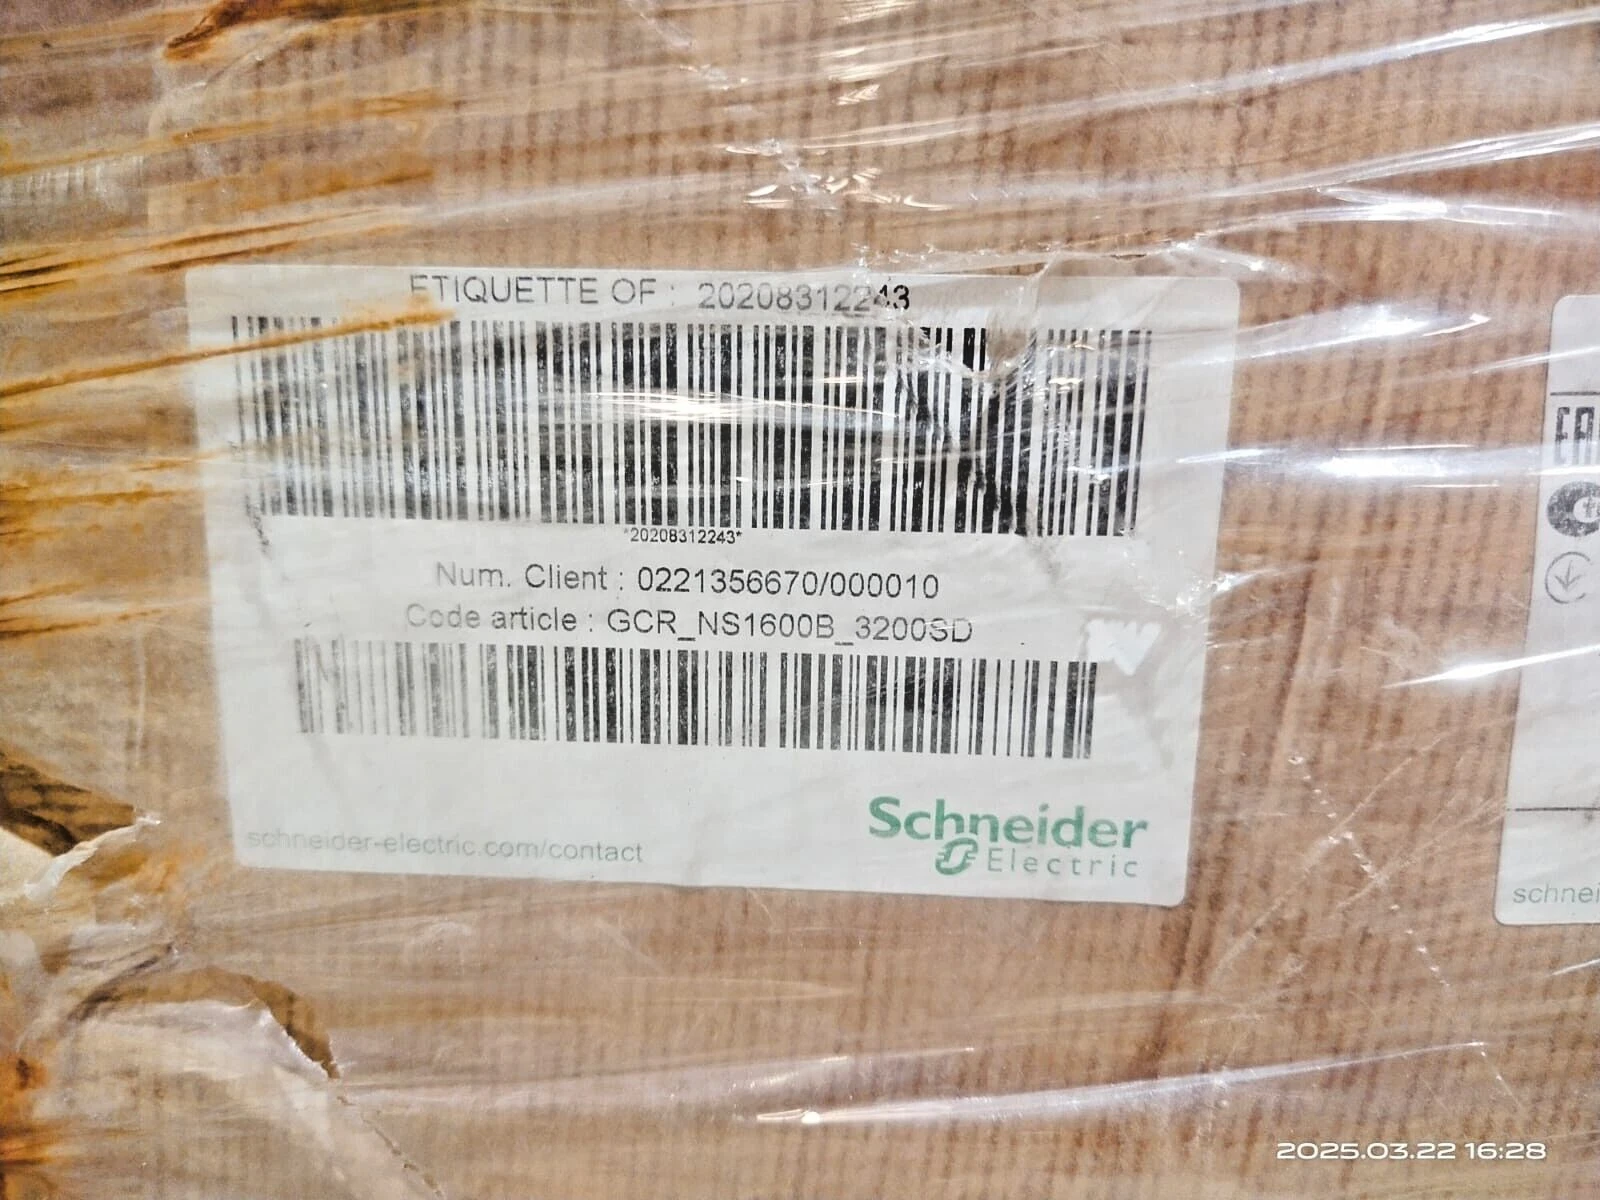 ETIQUETTE OF : 20208312243
*20208312243*
Num. Client : 0221356670/000010
Code article : GCR_NS1600B_3200SD
Schneider
Electric
schneider-electric.com/contact
EA
schnei
2025.03.22 16:28